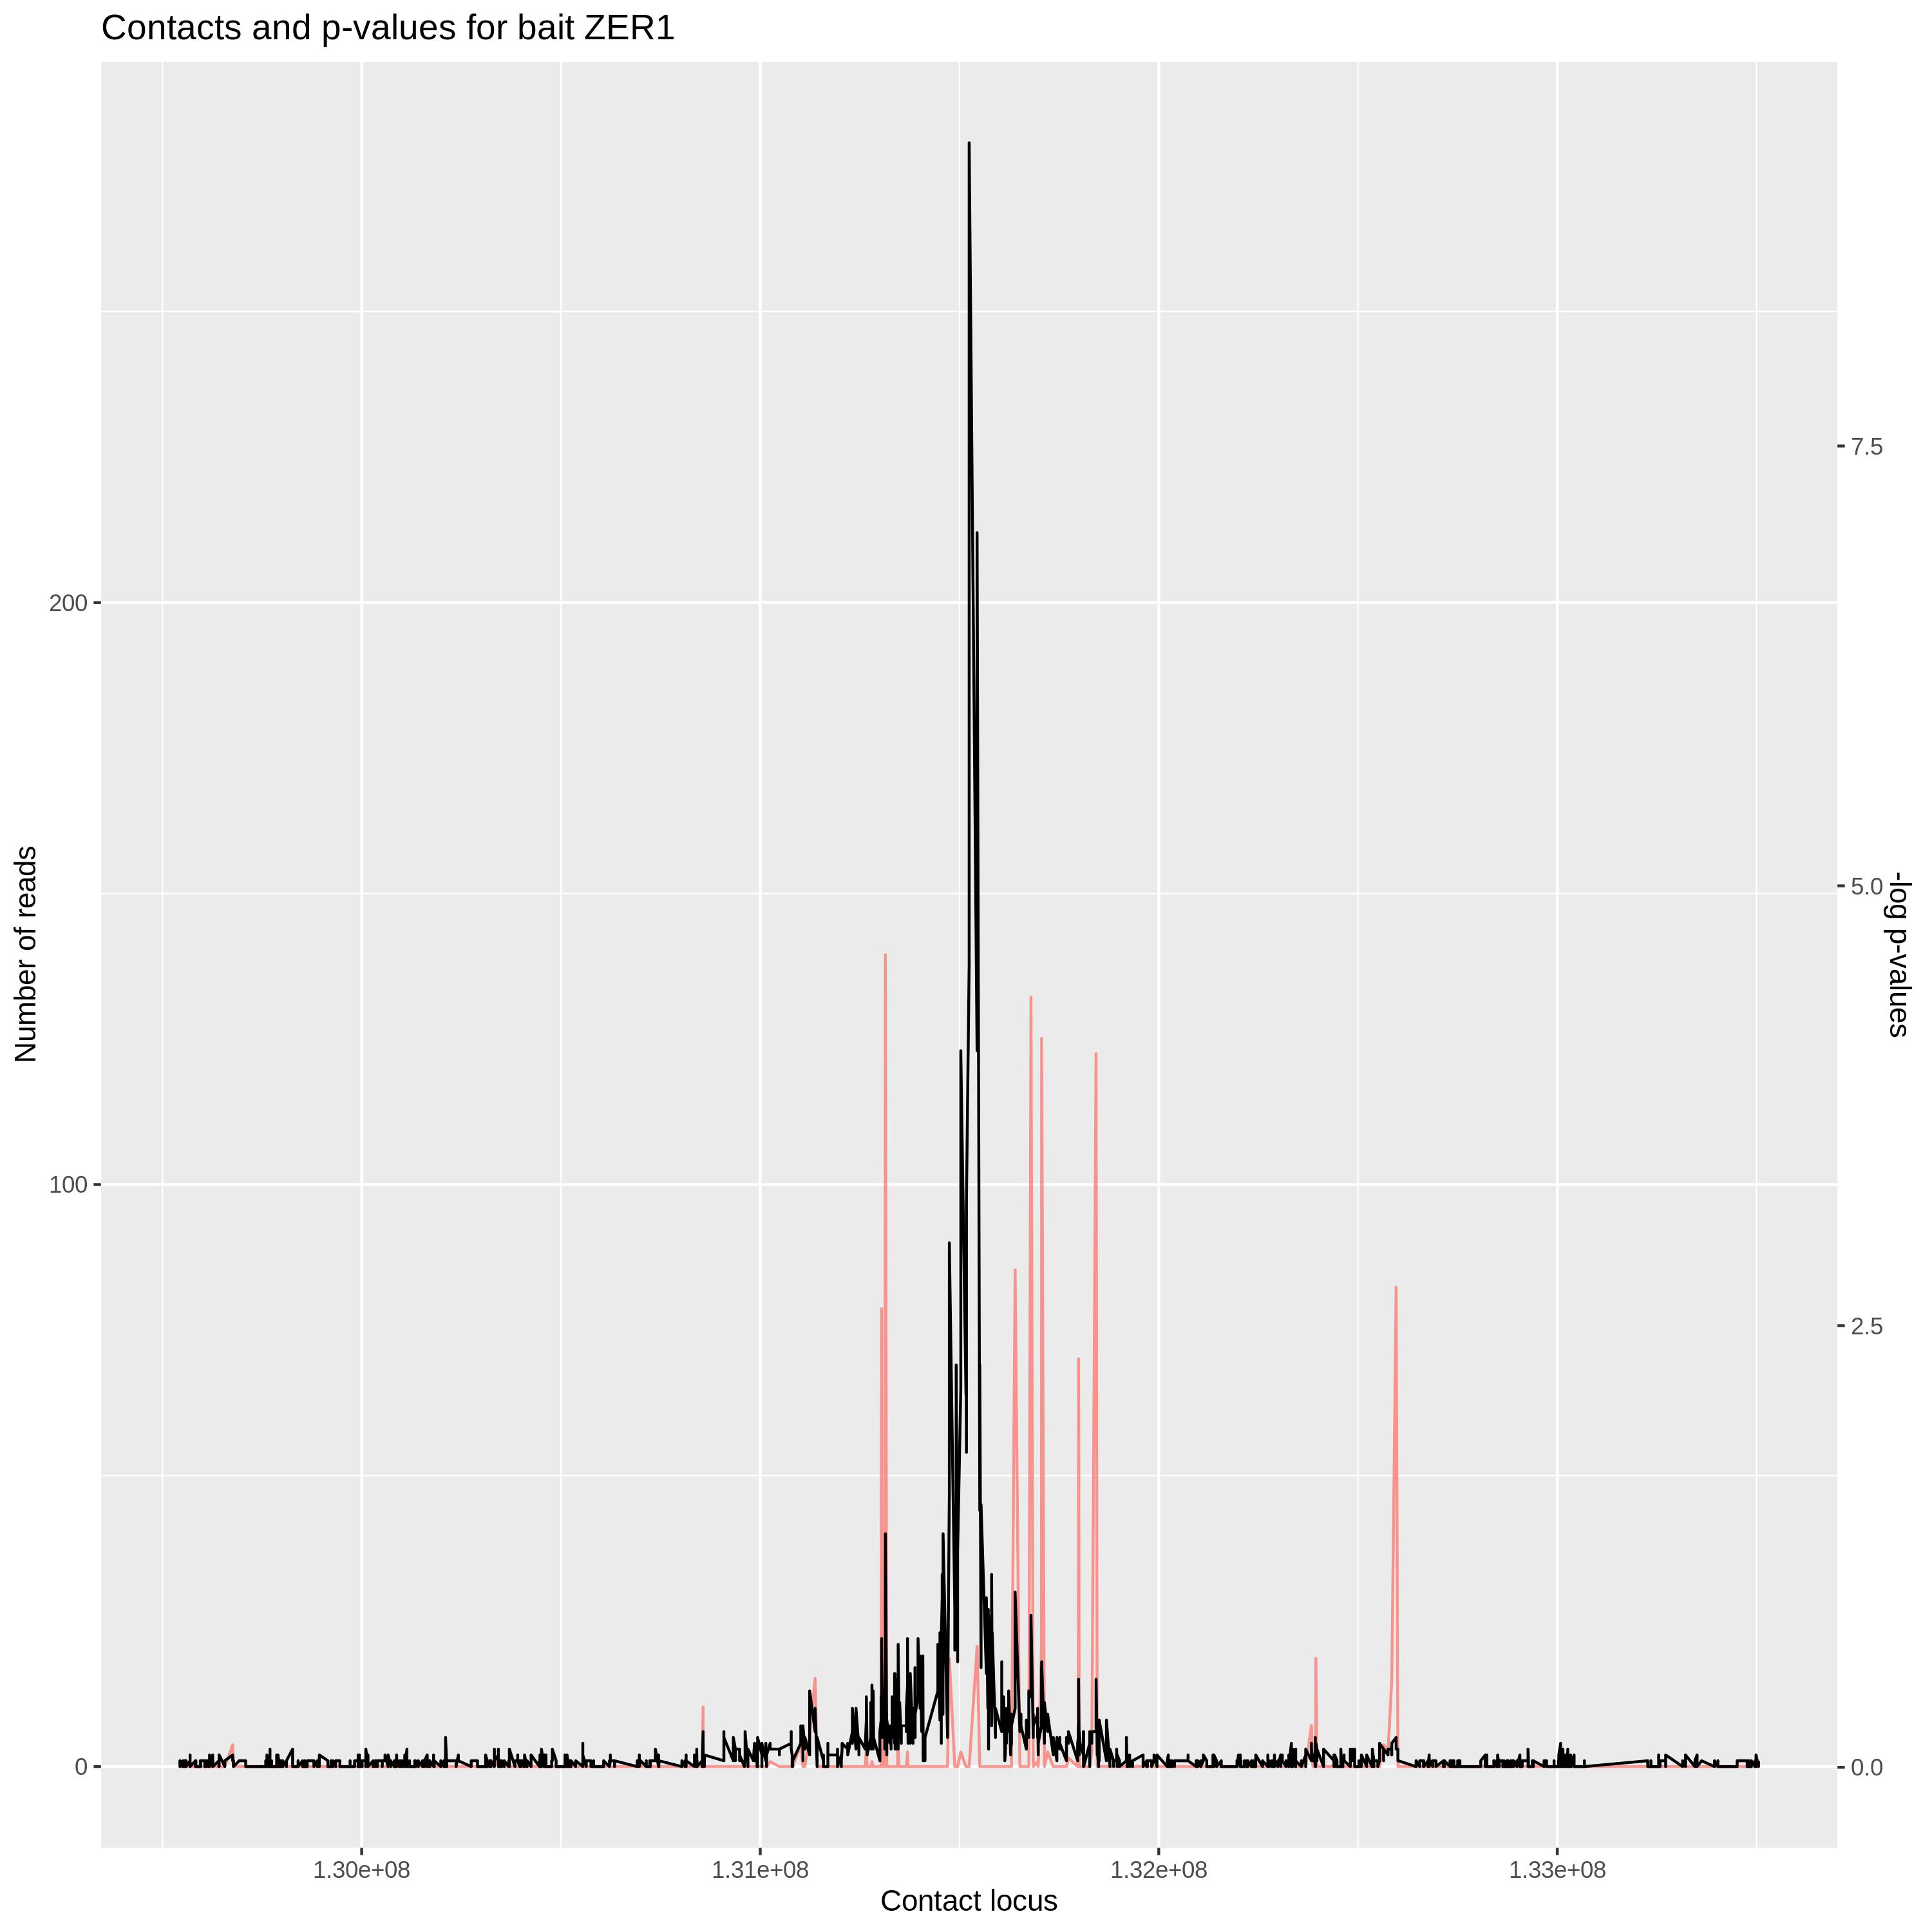 Contacts and p-values for bait ZER1
Number of reads
200
100
0
7.5
5.0
2.5
0.0
-log p-values
1.30e+08
1.31e+08
1.32e+08
1.33e+08
Contact locus